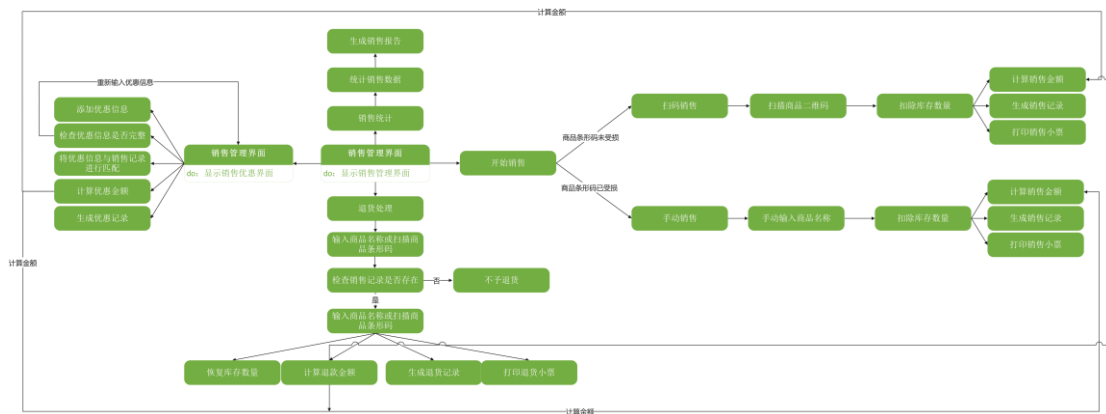 计算金额
生成销售报告
统计销售数据
销售统计
重新输入优惠信息
添加优惠信息
检查优惠信息是否完整
将优惠信息与销售记录
进行匹配
计算优惠金额
生成优惠记录
销售管理界面
do：显示销售优惠界面
销售管理界面
do：显示销售管理界面
开始销售
商品条形码未受损
扫码销售
扫描商品二维码
扣除库存数量
计算销售金额
生成销售记录
打印销售小票
商品条形码已受损
手动销售
手动输入商品名称
扣除库存数量
计算销售金额
生成销售记录
打印销售小票
退货处理
输入商品名称或扫描商
品条形码
检查销售记录是否存在
否
不予退货
是
输入商品名称或扫描商
品条形码
恢复库存数量
计算退款金额
生成退货记录
打印退货小票
计算金额
计算金额